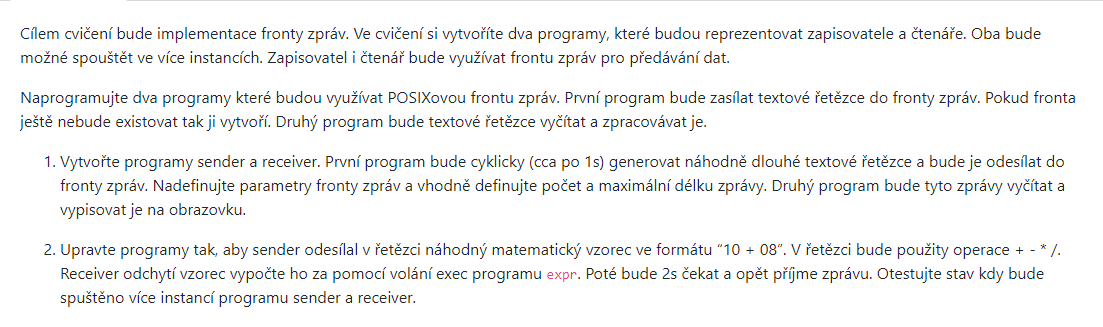 Cílem cvičení bude implementace fronty zpráv. Ve cvičení si vytvoříte dva programy, které budou reprezentovat zapisovatele a čtenáře. Oba bude
možné spouštět ve více instancích. Zapisovatel i čtenář bude využívat frontu zpráv pro předávání dat.
Naprogramujte dva programy které budou využívat POSIXovou frontu zpráv. První program bude zasílat textové řetězce do fronty zpráv. Pokud fronta
ještě nebude existovat tak ji vytvoří. Druhý program bude textové řetězce vyčítat a zpracovávat je.
1. Vytvořte programy sender a receiver. První program bude cyklicky (cca po 1s) generovat náhodně dlouhé textové řetězce a bude je odesílat do
fronty zpráv. Nadefinujte parametry fronty zpráv a vhodně definujte počet a maximální délku zprávy. Druhý program bude tyto zprávy vyčítat a
vypisovat je na obrazovku.
2. Upravte programy tak, aby sender odesílal v řetězci náhodný matematický vzorec ve formátu “10 + 08”. V řetězci bude použity operace + - * /.
Receiver odchytí vzorec vypočte ho za pomocí volání exec programu expr. Poté bude 2s čekat a opět příjme zprávu. Otestujte stav kdy bude
spuštěno více instancí programu sender a receiver.